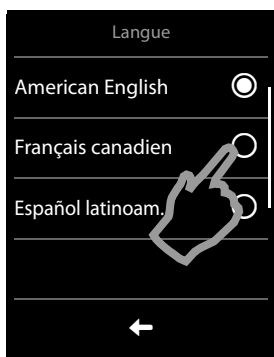 Langue
American English
Français canadien
Español latinoam.